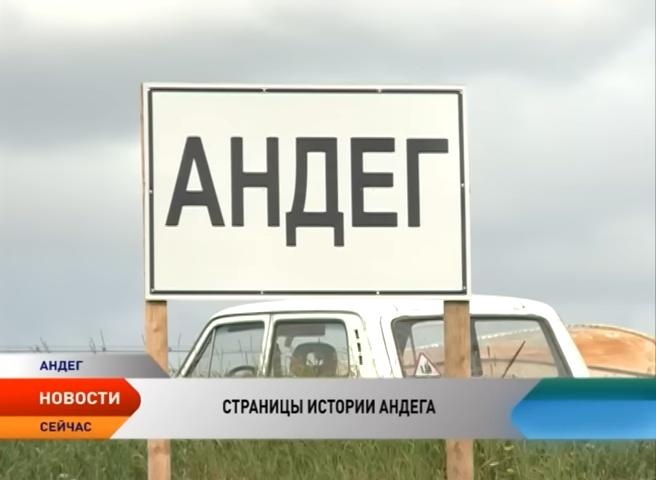 АНДЕГ
АНДЕГ
НОВОСТИ
СЕЙЧАС
СТРАНИЦЫ ИСТОРИИ АНДЕГА